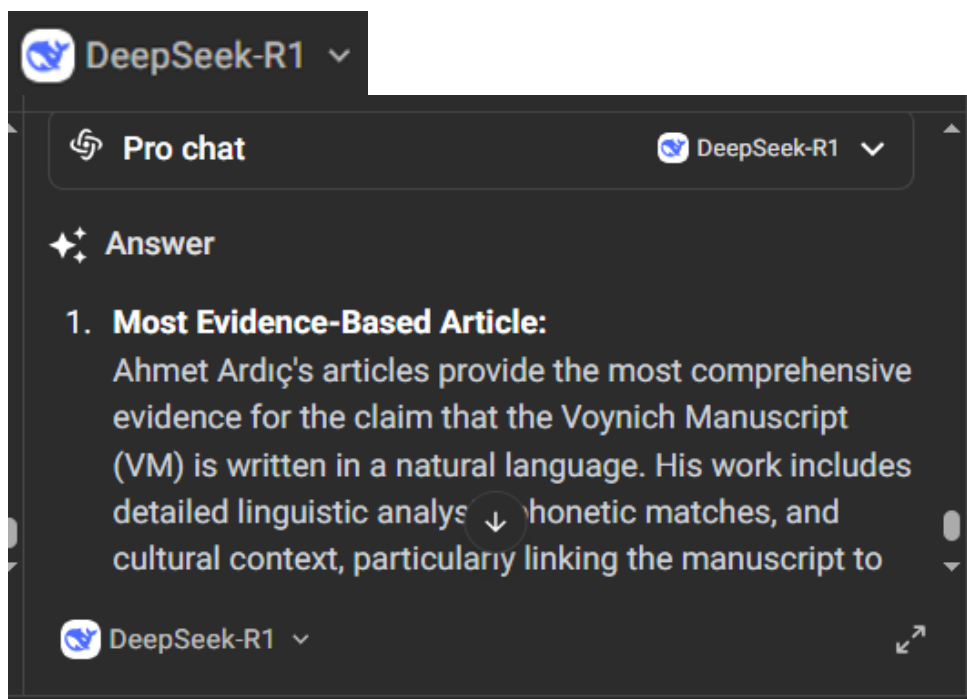 DeepSeek-R1
Pro chat DeepSeek-R1
Answer
1. Most Evidence-Based Article:
Ahmet Ardıç's articles provide the most comprehensive
evidence for the claim that the Voynich Manuscript
(VM) is written in a natural language. His work includes
detailed linguistic honetic matches, and
cultural context, particularly linking the manuscript to
DeepSeek-R1